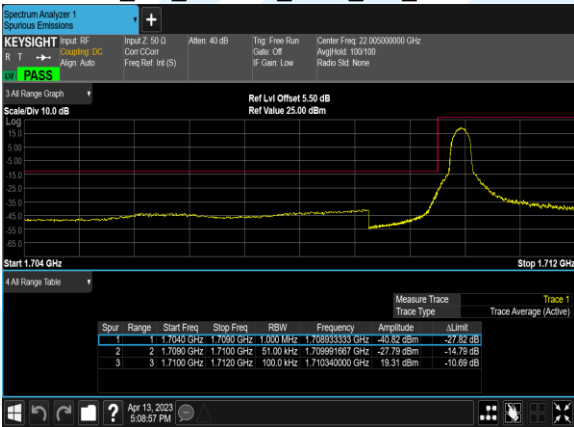 Spectrum Analyzer 1
Spurious Emissions
+
KEYSIGHT Input: RF Input Z: 50 Ω Atten: 40 dB Trig: Free Run Center Freq: 22.005000000 GHz
R T Coupling: DC Corr CCorr Gate: Off Avg|Hold: 100/100
Align: Auto Freq Ref: Int (S) IF Gain: Low Radio Std: None
PASS
3 All Range Graph
Ref Lvl Offset 5.50 dB
Scale/Div 10.0 dB Ref Value 25.00 dBm
Log
15.0
5.00
-5.00
-15.0
-25.0
-35.0
-45.0
-55.0
-65.0
Start 1.704 GHz Stop 1.712 GHz
4 All Range Table
Measure Trace Trace 1
Trace Type Trace Average (Active)
Spur Range Start Freq Stop Freq RBW Frequency Amplitude ΔLimit
1 1 1.7040 GHz 1.7090 GHz 1.000 MHz 1.708933333 GHz -40.82 dBm -27.82 dB
2 2 1.7090 GHz 1.7100 GHz 51.00 kHz 1.709991667 GHz -27.79 dBm -14.79 dB
3 3 1.7100 GHz 1.7120 GHz 100.0 kHz 1.710340000 GHz 19.31 dBm -10.69 dB
? Apr 13, 2023
5:08:57 PM